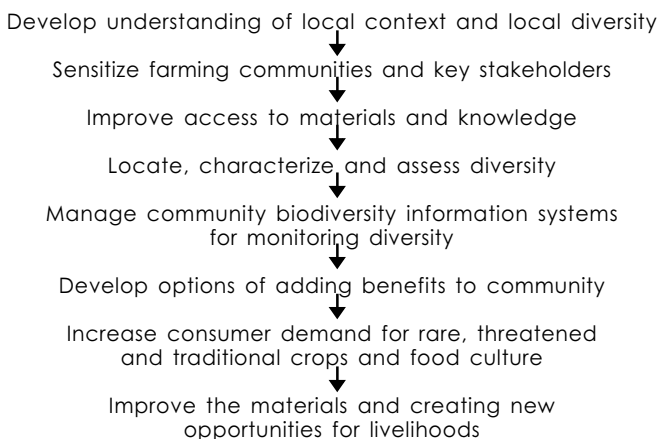 Develop understanding of local context and local diversity
Sensitize farming communities and key stakeholders
Improve access to materials and knowledge
Locate, characterize and assess diversity
Manage community biodiversity information systems
for monitoring diversity
Develop options of adding benefits to community
Increase consumer demand for rare, threatened
and traditional crops and food culture
Improve the materials and creating new
opportunities for livelihoods